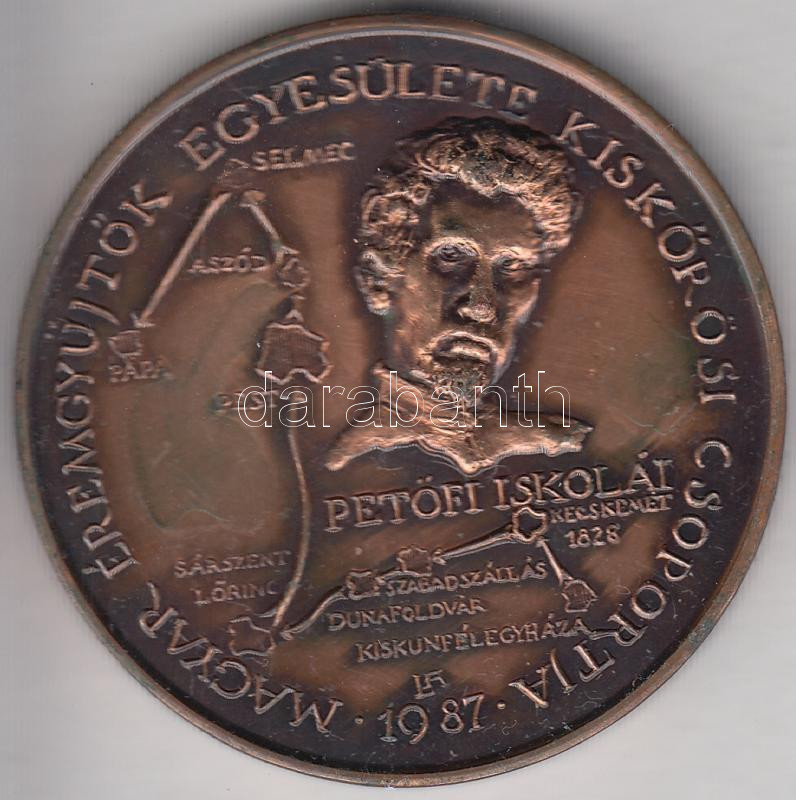 MAGYAR ÉREMGYŰJTŐK EGYESÜLETE KISKŐRÖSI CSOPORTJA
· 1987 ·
SELMEC
ASZÓD
PÁPA
PEST
darabanth
PETŐFI ISKOLÁI
KECSKEMÉT
1828
SÁRSZENT
LŐRINC
SZABADSZÁLLÁS
DUNAFÖLDVÁR
KISKUNFÉLEGYHÁZA